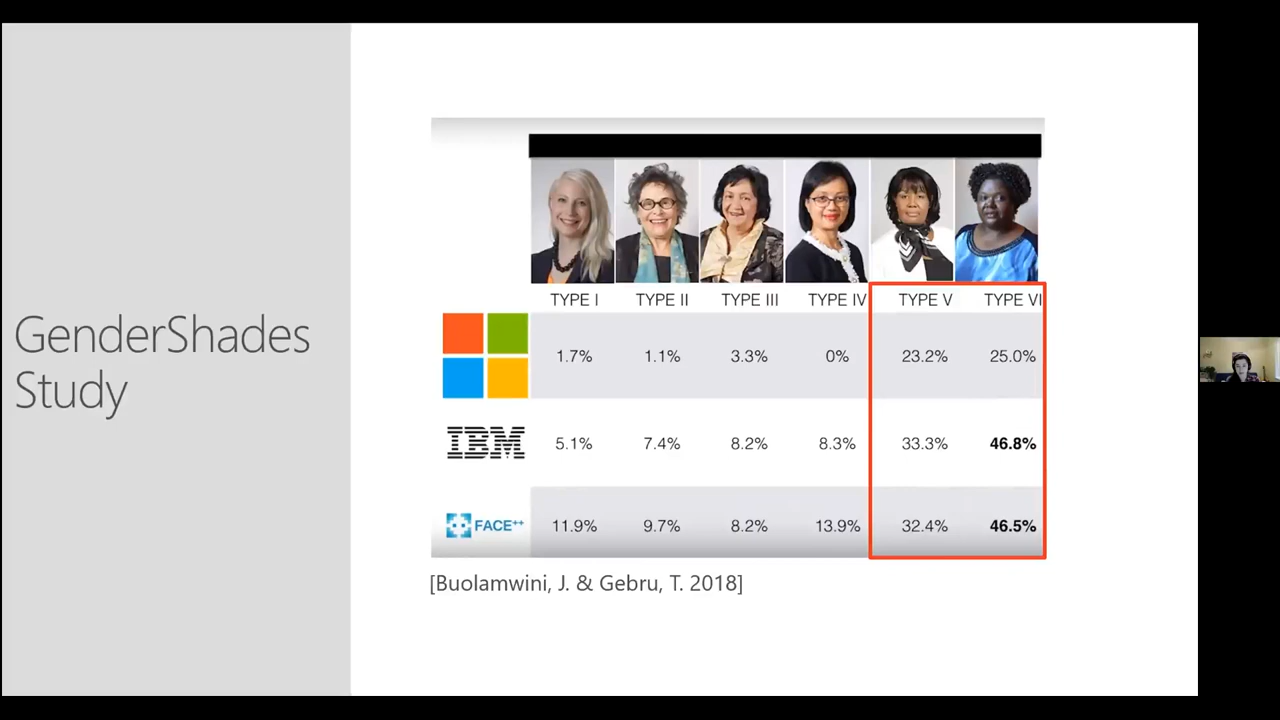 GenderShades
Study
TYPE I TYPE II TYPE III TYPE IV TYPE V TYPE VI
1.7% 1.1% 3.3% 0% 23.2% 25.0%
IBM 5.1% 7.4% 8.2% 8.3% 33.3% 46.8%
FACE++ 11.9% 9.7% 8.2% 13.9% 32.4% 46.5%
[Buolamwini, J. & Gebru, T. 2018]